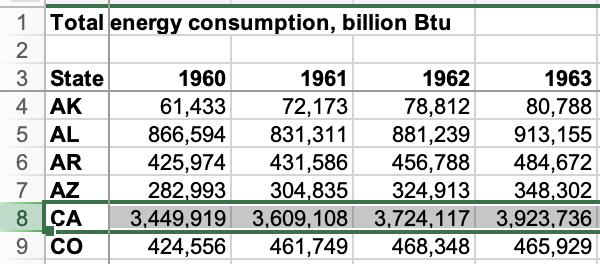 1 Total energy consumption, billion Btu
2
3 State 1960 1961 1962 1963
4 AK 61,433 72,173 78,812 80,788
5 AL 866,594 831,311 881,239 913,155
6 AR 425,974 431,586 456,788 484,672
7 AZ 282,993 304,835 324,913 348,302
8 CA 3,449,919 3,609,108 3,724,117 3,923,736
9 CO 424,556 461,749 468,348 465,929